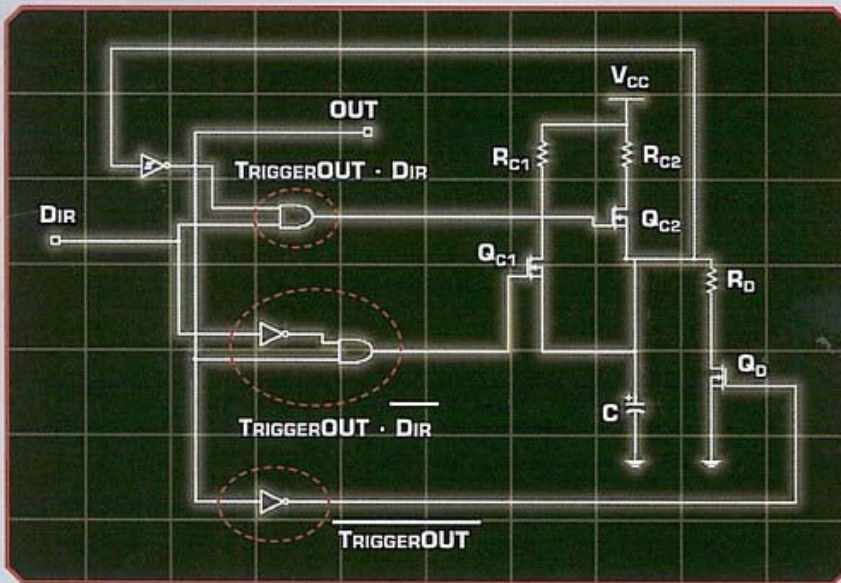 VCC
OUT
RC1
RC2
TRIGGEROUT · DIR
DIR
QC2
QC1
RD
QD
C
TRIGGEROUT · DIR
TRIGGEROUT